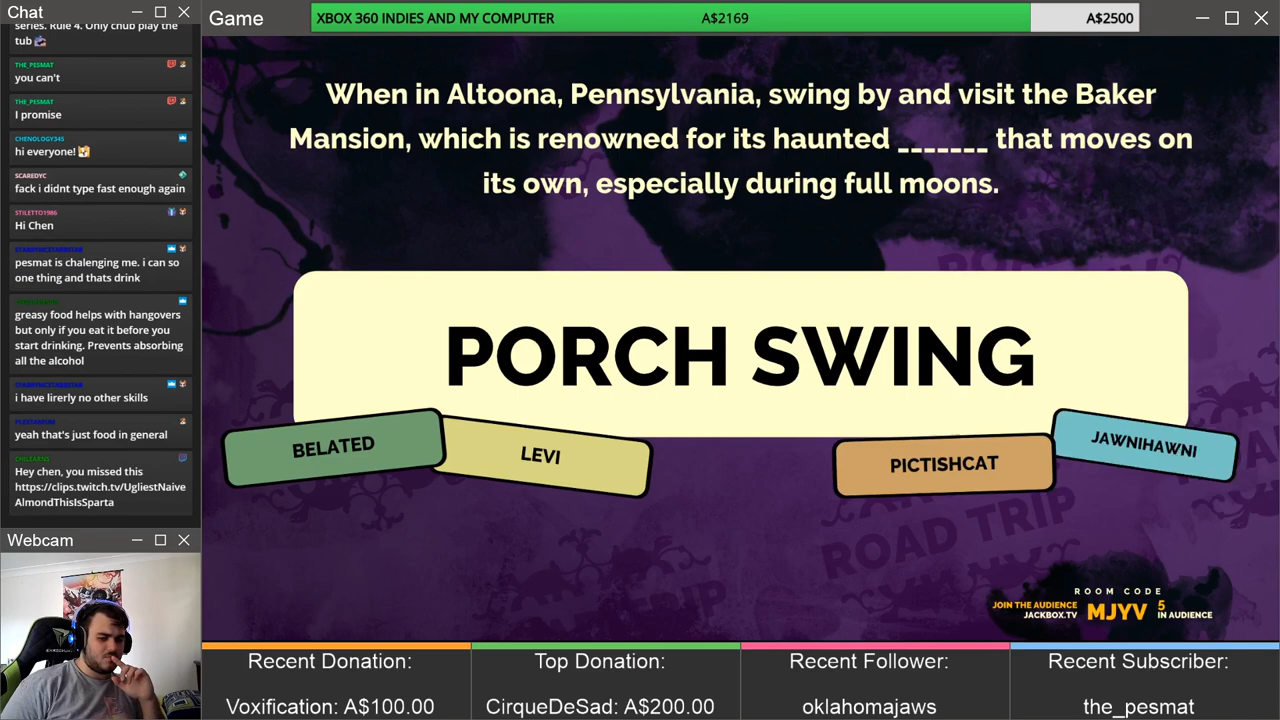 Chat
series. Rule 4. Only chub play the
tub
THE_PESMAT
you can't
THE_PESMAT
I promise
CHENOLOGY345
hi everyone!
SCAREDYC
fack i didnt type fast enough again
STILETTO1986
Hi Chen
pesmat is chalenging me. i can so
one thing and thats drink
greasy food helps with hangovers
but only if you eat it before you
start drinking. Prevents absorbing
all the alcohol
i have lirerly no other skills
yeah that's just food in general
CHILEARNS
Hey chen, you missed this
https://clips.twitch.tv/UgliestNaive
AlmondThisIsSparta
Webcam
Game
XBOX 360 INDIES AND MY COMPUTER
A$2169
A$2500
When in Altoona, Pennsylvania, swing by and visit the Baker
Mansion, which is renowned for its haunted _______ that moves on
its own, especially during full moons.
PORCH SWING
BELATED
LEVI
PICTISHCAT
JAWNIHAWNI
ROAD TRIP
ROOM CODE
JOIN THE AUDIENCE
JACKBOX.TV
MJYV
5
IN AUDIENCE
Recent Donation:
Voxification: A$100.00
Top Donation:
CirqueDeSad: A$200.00
Recent Follower:
oklahomajaws
Recent Subscriber:
the_pesmat